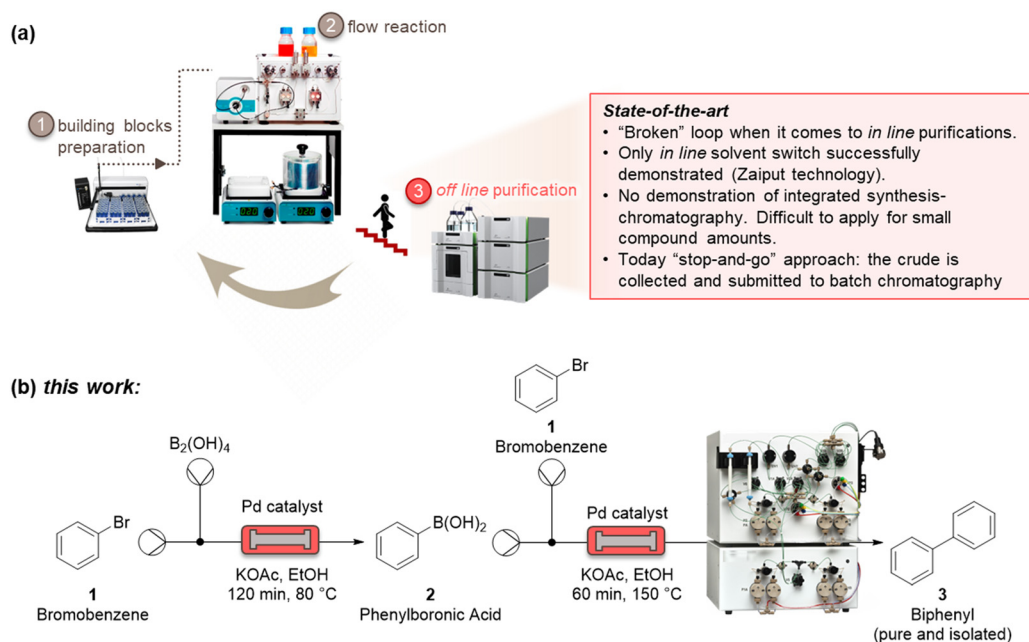 (a)
2 flow reaction
1 building blocks
preparation
3 off line purification
State-of-the-art
• “Broken” loop when it comes to in line purifications.
• Only in line solvent switch successfully
demonstrated (Zaiput technology).
• No demonstration of integrated synthesis-
chromatography. Difficult to apply for small
compound amounts.
• Today “stop-and-go” approach: the crude is
collected and submitted to batch chromatography
(b) this work:
Br
1
Bromobenzene
B₂(OH)₄
Br
1
Bromobenzene
Pd catalyst
KOAc, EtOH
120 min, 80 °C
B(OH)₂
2
Phenylboronic Acid
Pd catalyst
KOAc, EtOH
60 min, 150 °C
3
Biphenyl
(pure and isolated)